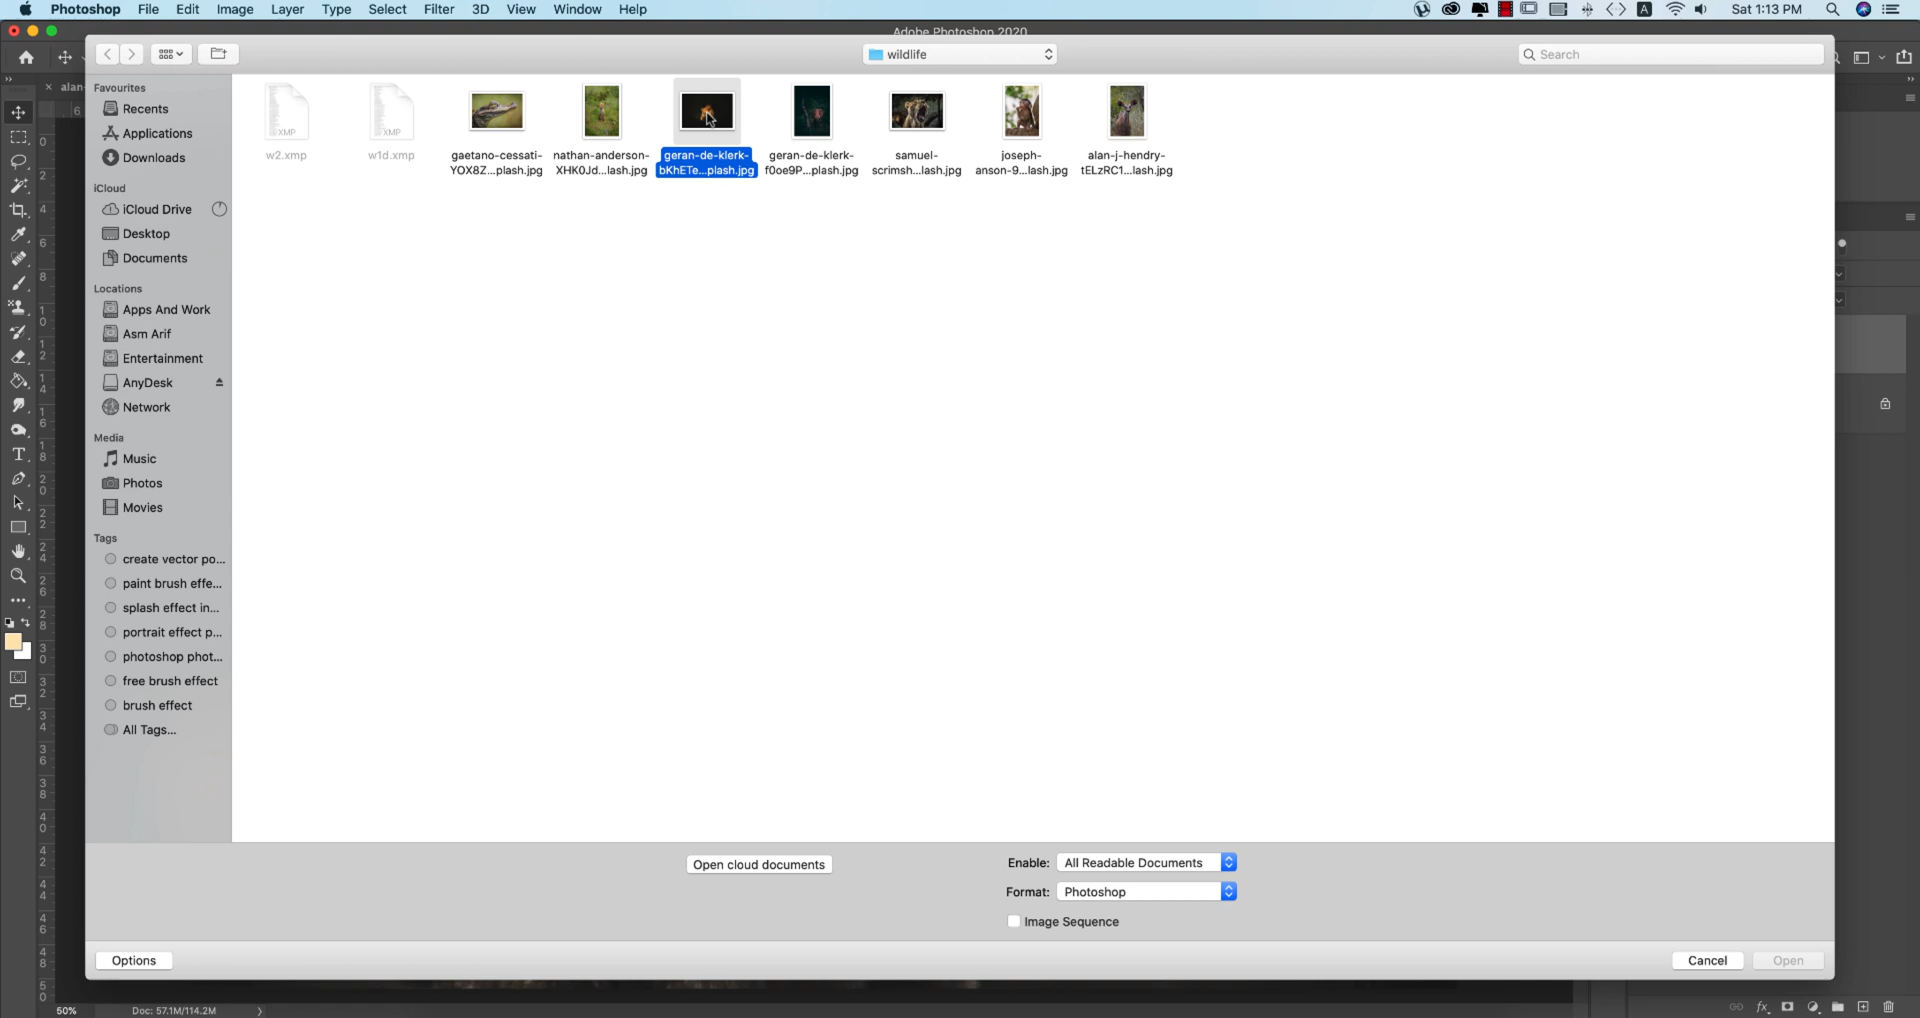 Photoshop File Edit Image Layer Type Select Filter 3D View Window Help
Sat 1:13 PM
Adobe Photoshop 2020
wildlife
Search
alan
Favourites
Recents
Applications
Downloads
iCloud
iCloud Drive
Desktop
Documents
Locations
Apps And Work
Asm Arif
Entertainment
AnyDesk
Network
Media
Music
Photos
Movies
Tags
create vector po...
paint brush effe...
splash effect in...
portrait effect p...
photoshop phot...
free brush effect
brush effect
All Tags...
XMP
w2.xmp
XMP
w1d.xmp
gaetano-cessati-
YOX8Z...plash.jpg
nathan-anderson-
XHK0Jd...lash.jpg
geran-de-klerk-
bKhETe...plash.jpg
geran-de-klerk-
f0oe9P...plash.jpg
samuel-
scrimsh...lash.jpg
joseph-
anson-9...lash.jpg
alan-j-hendry-
tELzRC1...lash.jpg
Open cloud documents
Enable: All Readable Documents
Format: Photoshop
Image Sequence
Options
Cancel
Open
50%
Doc: 57.1M/114.2M